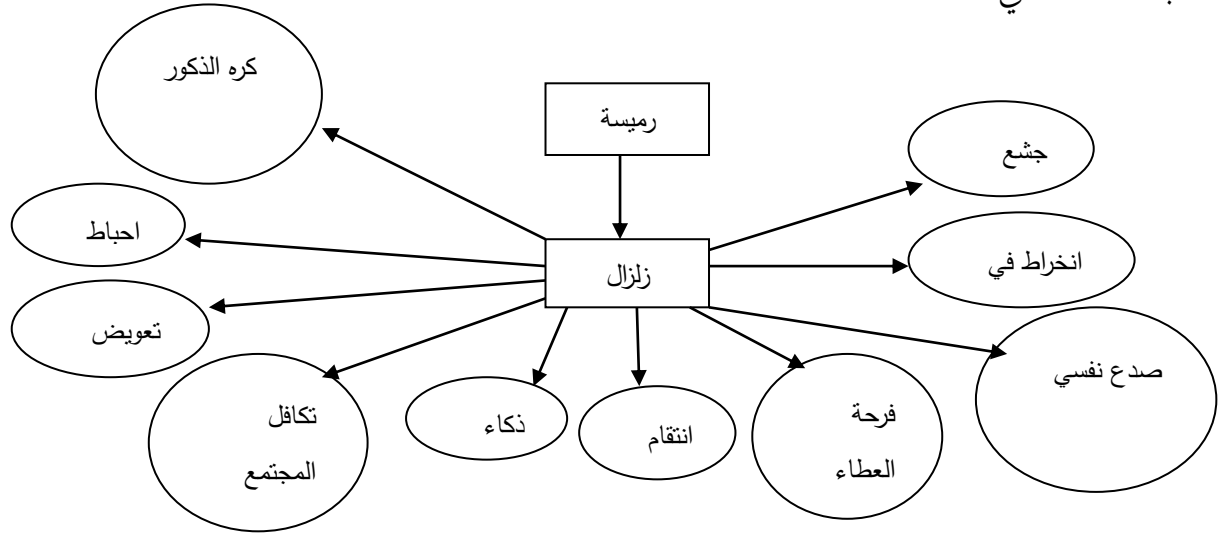 رميسة
كره الذكور
جشع
احباط
زلزال
انخراط في
تعويض
صدع نفسي
تكافل
المجتمع
ذكاء
انتقام
فرحة
العطاء